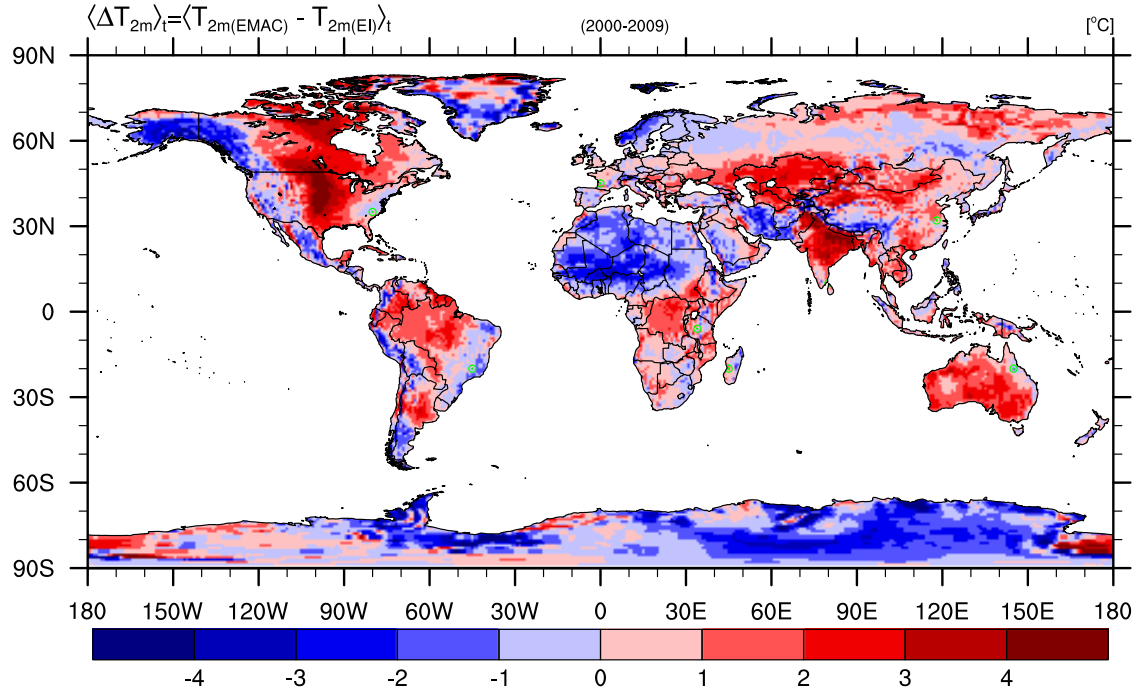 ⟨ΔT2m⟩t=⟨T2m(EMAC) - T2m(EI)⟩t (2000-2009) [°C]
90N
60N
30N
0
30S
60S
90S
180 150W 120W 90W 60W 30W 0 30E 60E 90E 120E 150E 180
-4 -3 -2 -1 0 1 2 3 4